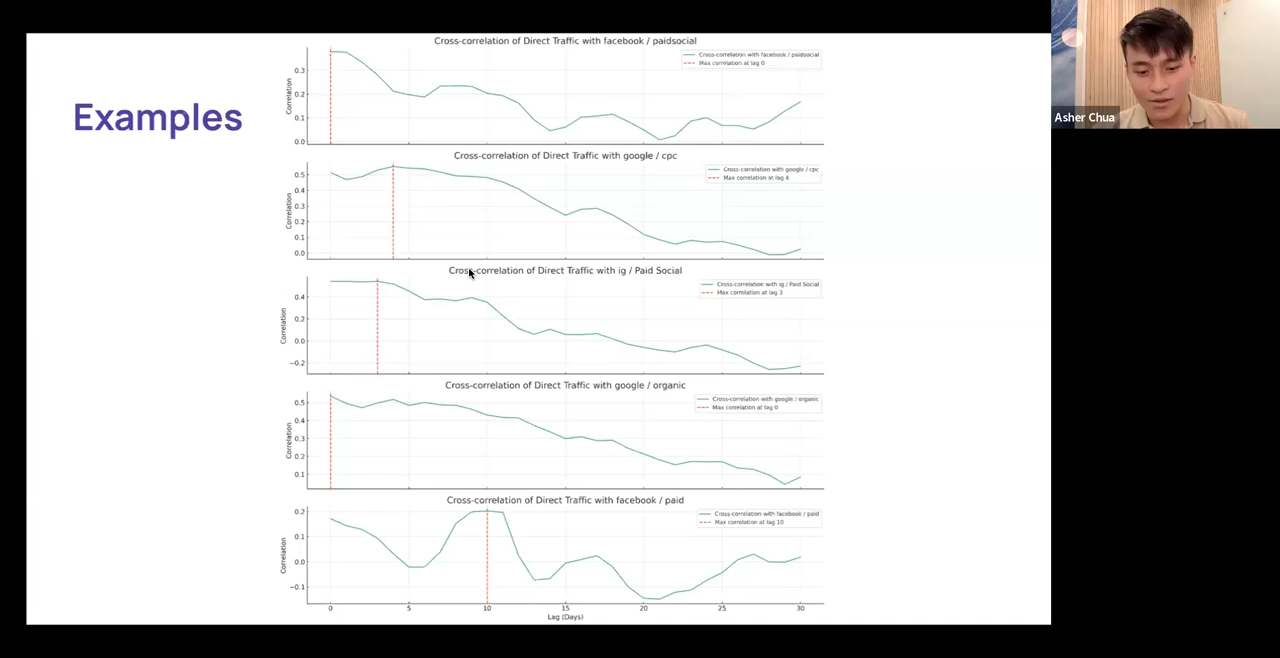 Examples
Cross-correlation of Direct Traffic with facebook / paidsocial
Cross-correlation with facebook / paidsocial
Max correlation at lag 0
Correlation
0.3
0.2
0.1
0.0
Cross-correlation of Direct Traffic with google / cpc
Cross-correlation with google / cpc
Max correlation at lag 4
Correlation
0.5
0.4
0.3
0.2
0.1
0.0
Cross-correlation of Direct Traffic with ig / Paid Social
Cross-correlation with ig / Paid Social
Max correlation at lag 3
Correlation
0.4
0.2
0.0
−0.2
Cross-correlation of Direct Traffic with google / organic
Cross-correlation with google / organic
Max correlation at lag 0
Correlation
0.5
0.4
0.3
0.2
0.1
Cross-correlation of Direct Traffic with facebook / paid
Cross-correlation with facebook / paid
Max correlation at lag 10
Correlation
0.2
0.1
0.0
−0.1
0 5 10 15 20 25 30
Lag (Days)
Asher Chua